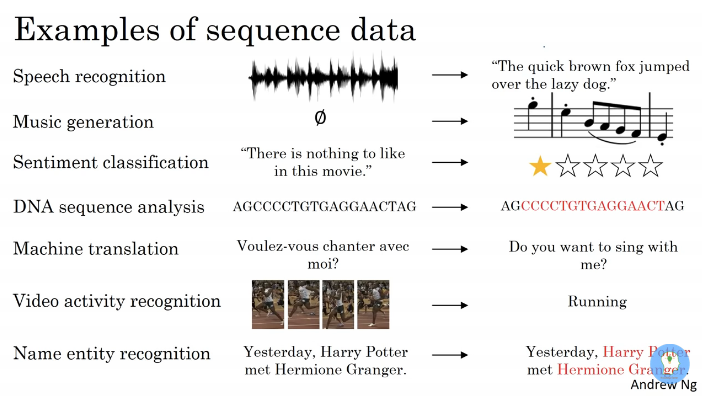 Examples of sequence data
Speech recognition
“The quick brown fox jumped
over the lazy dog.”
Music generation
∅
Sentiment classification
“There is nothing to like
in this movie.”
DNA sequence analysis
AGCCCCTGTGAGGAACTAG
AGCCCCTGTGAGGAACTAG
Machine translation
Voulez-vous chanter avec
moi?
Do you want to sing with
me?
Video activity recognition
Running
Name entity recognition
Yesterday, Harry Potter
met Hermione Granger.
Yesterday, Harry Potter
met Hermione Granger.
Andrew Ng